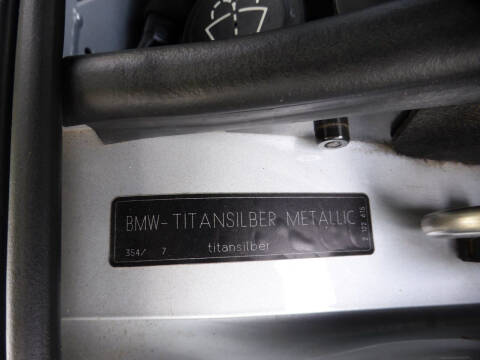 BMW-TITANSILBER METALLIC
354/ 7 titansilber